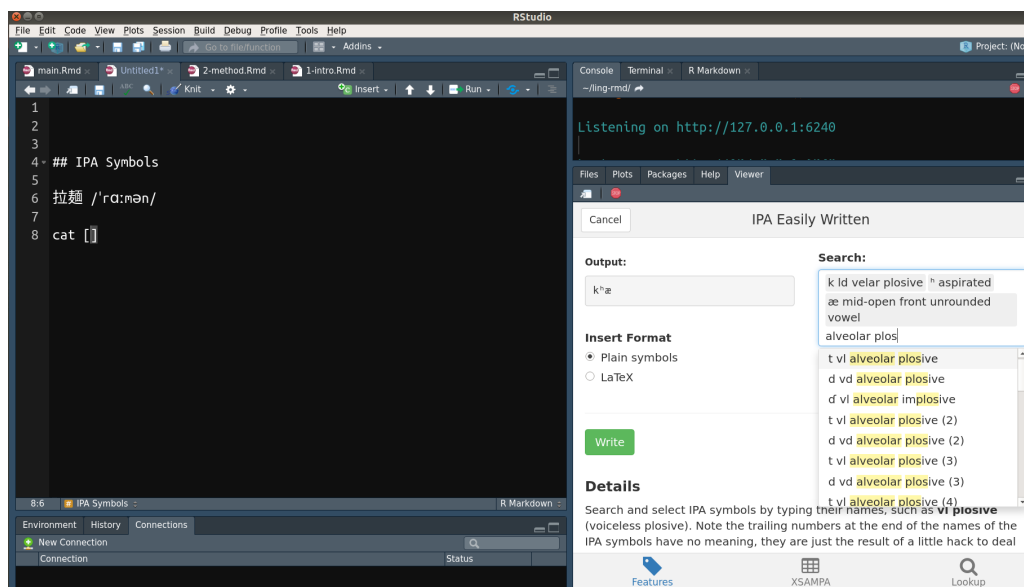 RStudio
File Edit Code View Plots Session Build Debug Profile Tools Help
Go to file/function Addins Project: (No
main.Rmd Untitled1* 2-method.Rmd 1-intro.Rmd
ABC Knit Insert Run
1
2
3
4 ## IPA Symbols
5
6 拉麺 /ˈrɑːmən/
7
8 cat []
8:6 IPA Symbols R Markdown
Environment History Connections
New Connection
Connection Status
Console Terminal R Markdown
~/ling-rmd/
Listening on http://127.0.0.1:6240
Files Plots Packages Help Viewer
Cancel IPA Easily Written
Output:
kʰæ
Search:
k ld velar plosive ʰ aspirated
æ mid-open front unrounded
vowel
alveolar plos
t vl alveolar plosive
d vd alveolar plosive
ɗ vl alveolar implosive
t vl alveolar plosive (2)
d vd alveolar plosive (2)
t vl alveolar plosive (3)
d vd alveolar plosive (3)
t vl alveolar plosive (4)
Insert Format
Plain symbols
LaTeX
Write
Details
Search and select IPA symbols by typing their names, such as vl plosive
(voiceless plosive). Note the trailing numbers at the end of the names of the
IPA symbols have no meaning, they are just the result of a little hack to deal
Features XSAMPA Lookup